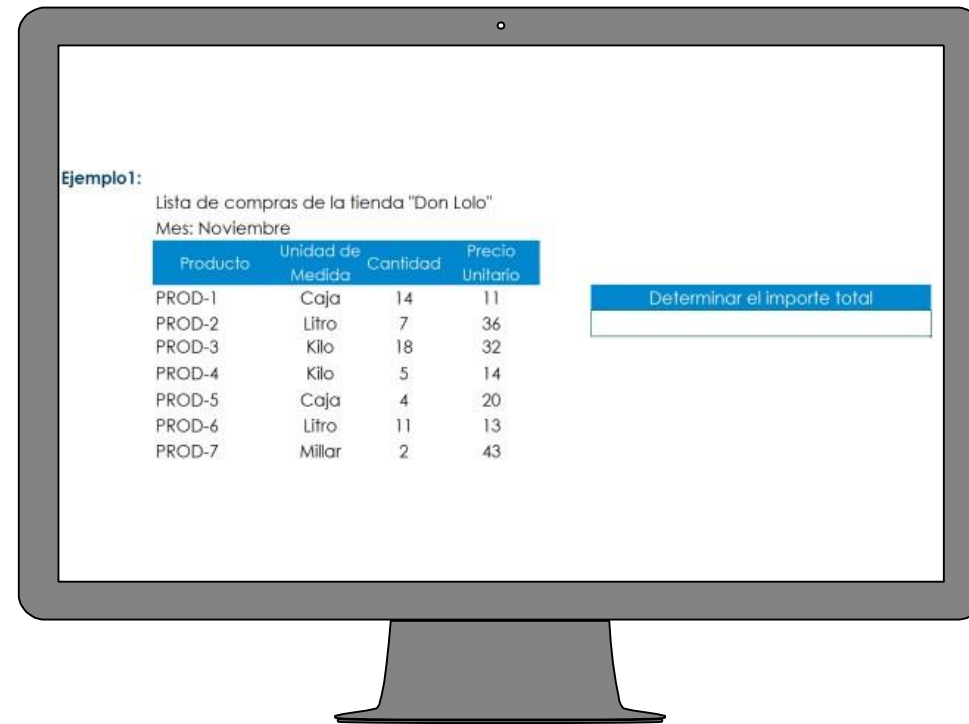 Ejemplo1:
Lista de compras de la tienda "Don Lolo"
Mes: Noviembre
Producto Unidad de Medida Cantidad Precio Unitario
PROD-1 Caja 14 11
PROD-2 Litro 7 36
PROD-3 Kilo 18 32
PROD-4 Kilo 5 14
PROD-5 Caja 4 20
PROD-6 Litro 11 13
PROD-7 Millar 2 43
Determinar el importe total